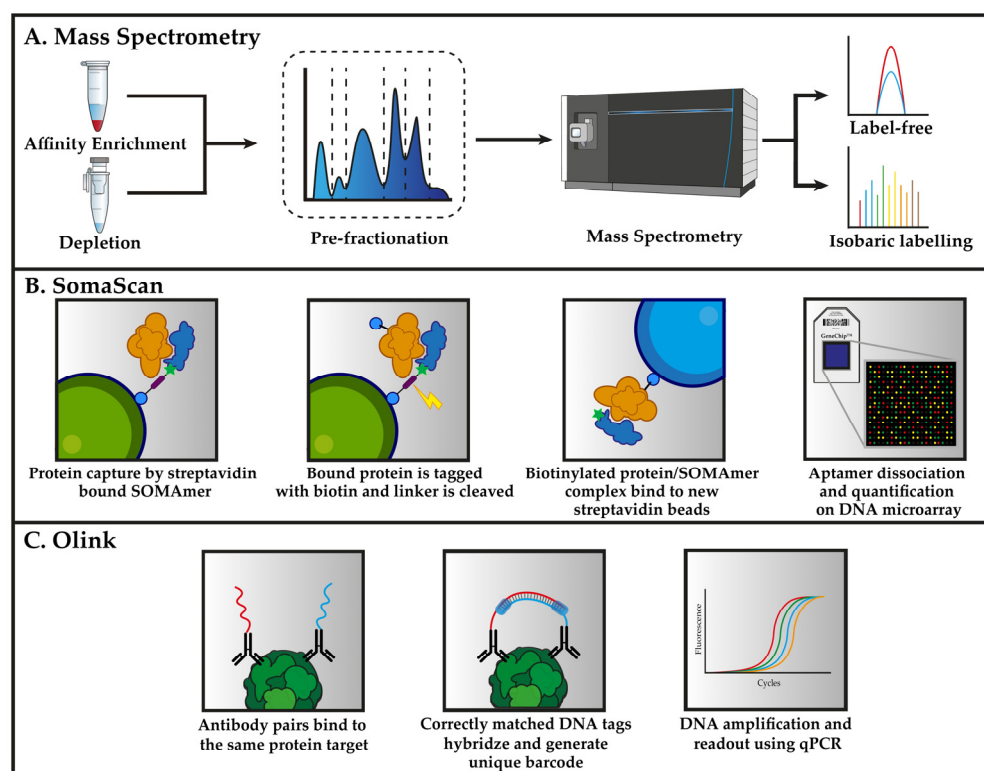 A. Mass Spectrometry
Affinity Enrichment
Depletion
Pre-fractionation
Mass Spectrometry
Label-free
Isobaric labelling
B. SomaScan
Protein capture by streptavidin
bound SOMAmer
Bound protein is tagged
with biotin and linker is cleaved
Biotinylated protein/SOMAmer
complex bind to new
streptavidin beads
GeneChip™
Aptamer dissociation
and quantification
on DNA microarray
C. Olink
Antibody pairs bind to
the same protein target
Correctly matched DNA tags
hybridze and generate
unique barcode
Fluorescence
Cycles
DNA amplification and
readout using qPCR